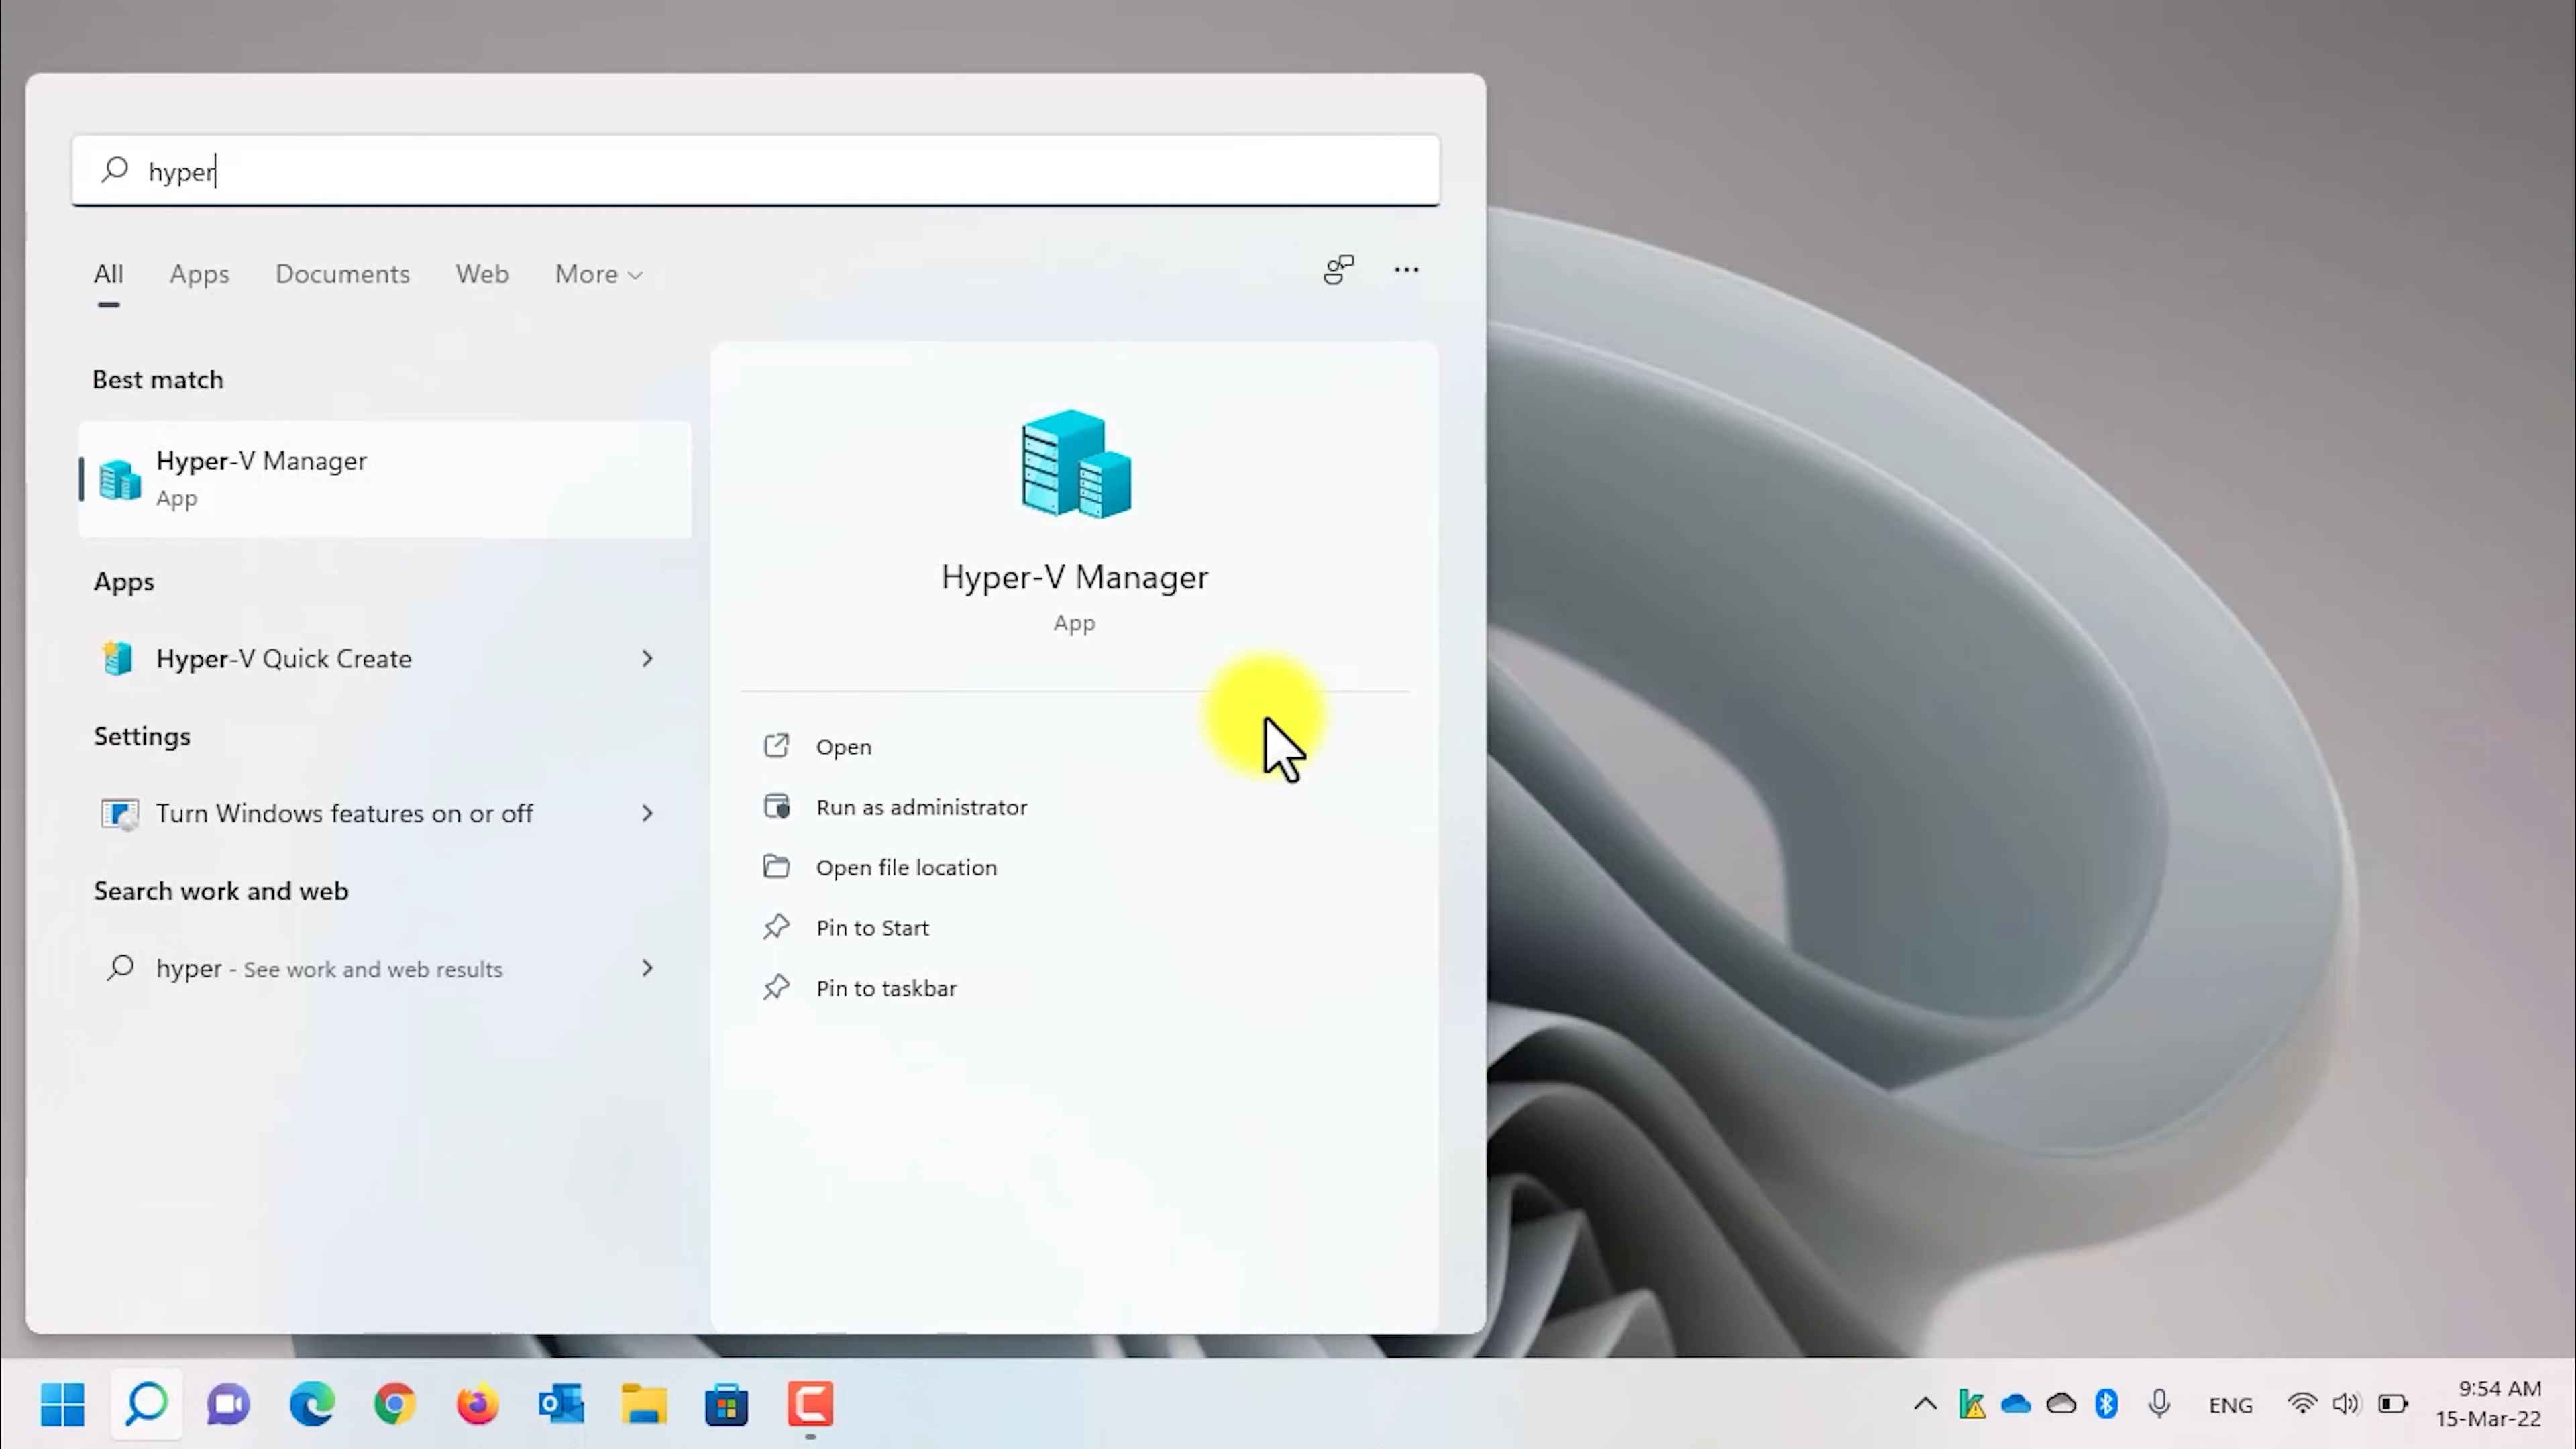 hyper
All Apps Documents Web More
Best match
Hyper-V Manager
App
Apps
Hyper-V Quick Create
Settings
Turn Windows features on or off
Search work and web
hyper - See work and web results
Hyper-V Manager
App
Open
Run as administrator
Open file location
Pin to Start
Pin to taskbar
ENG
9:54 AM
15-Mar-22